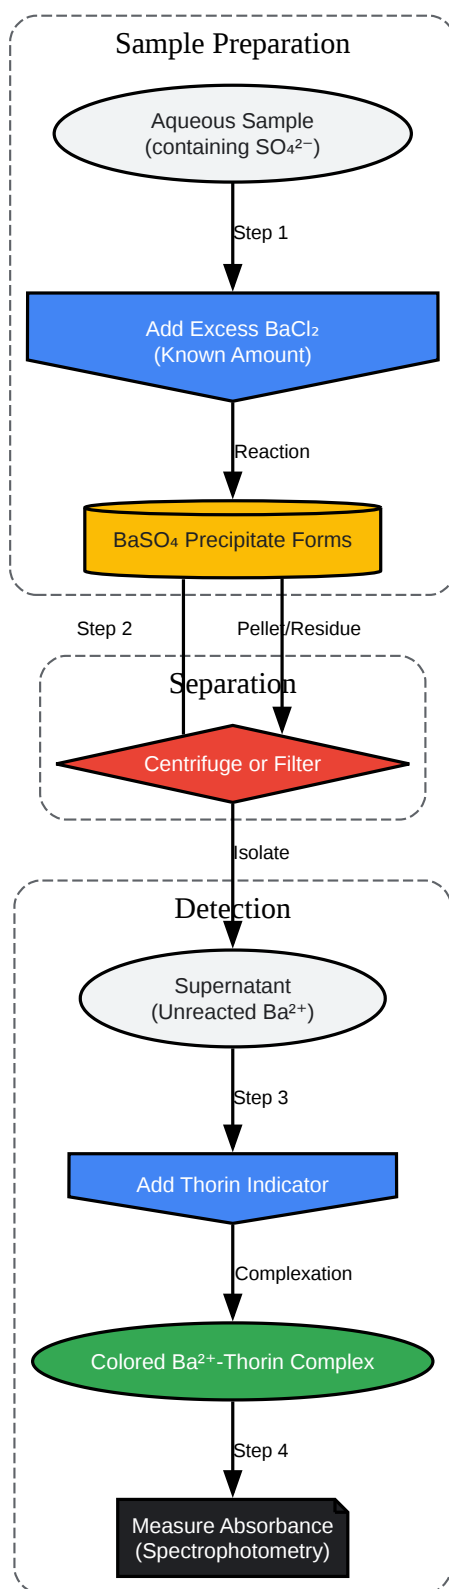 Sample Preparation
Aqueous Sample
(containing SO₄²⁻)
Step 1
Add Excess BaCl₂
(Known Amount)
Reaction
BaSO₄ Precipitate Forms
Step 2
Pellet/Residue
Separation
Centrifuge or Filter
Isolate
Detection
Supernatant
(Unreacted Ba²⁺)
Step 3
Add Thorin Indicator
Complexation
Colored Ba²⁺-Thorin Complex
Step 4
Measure Absorbance
(Spectrophotometry)